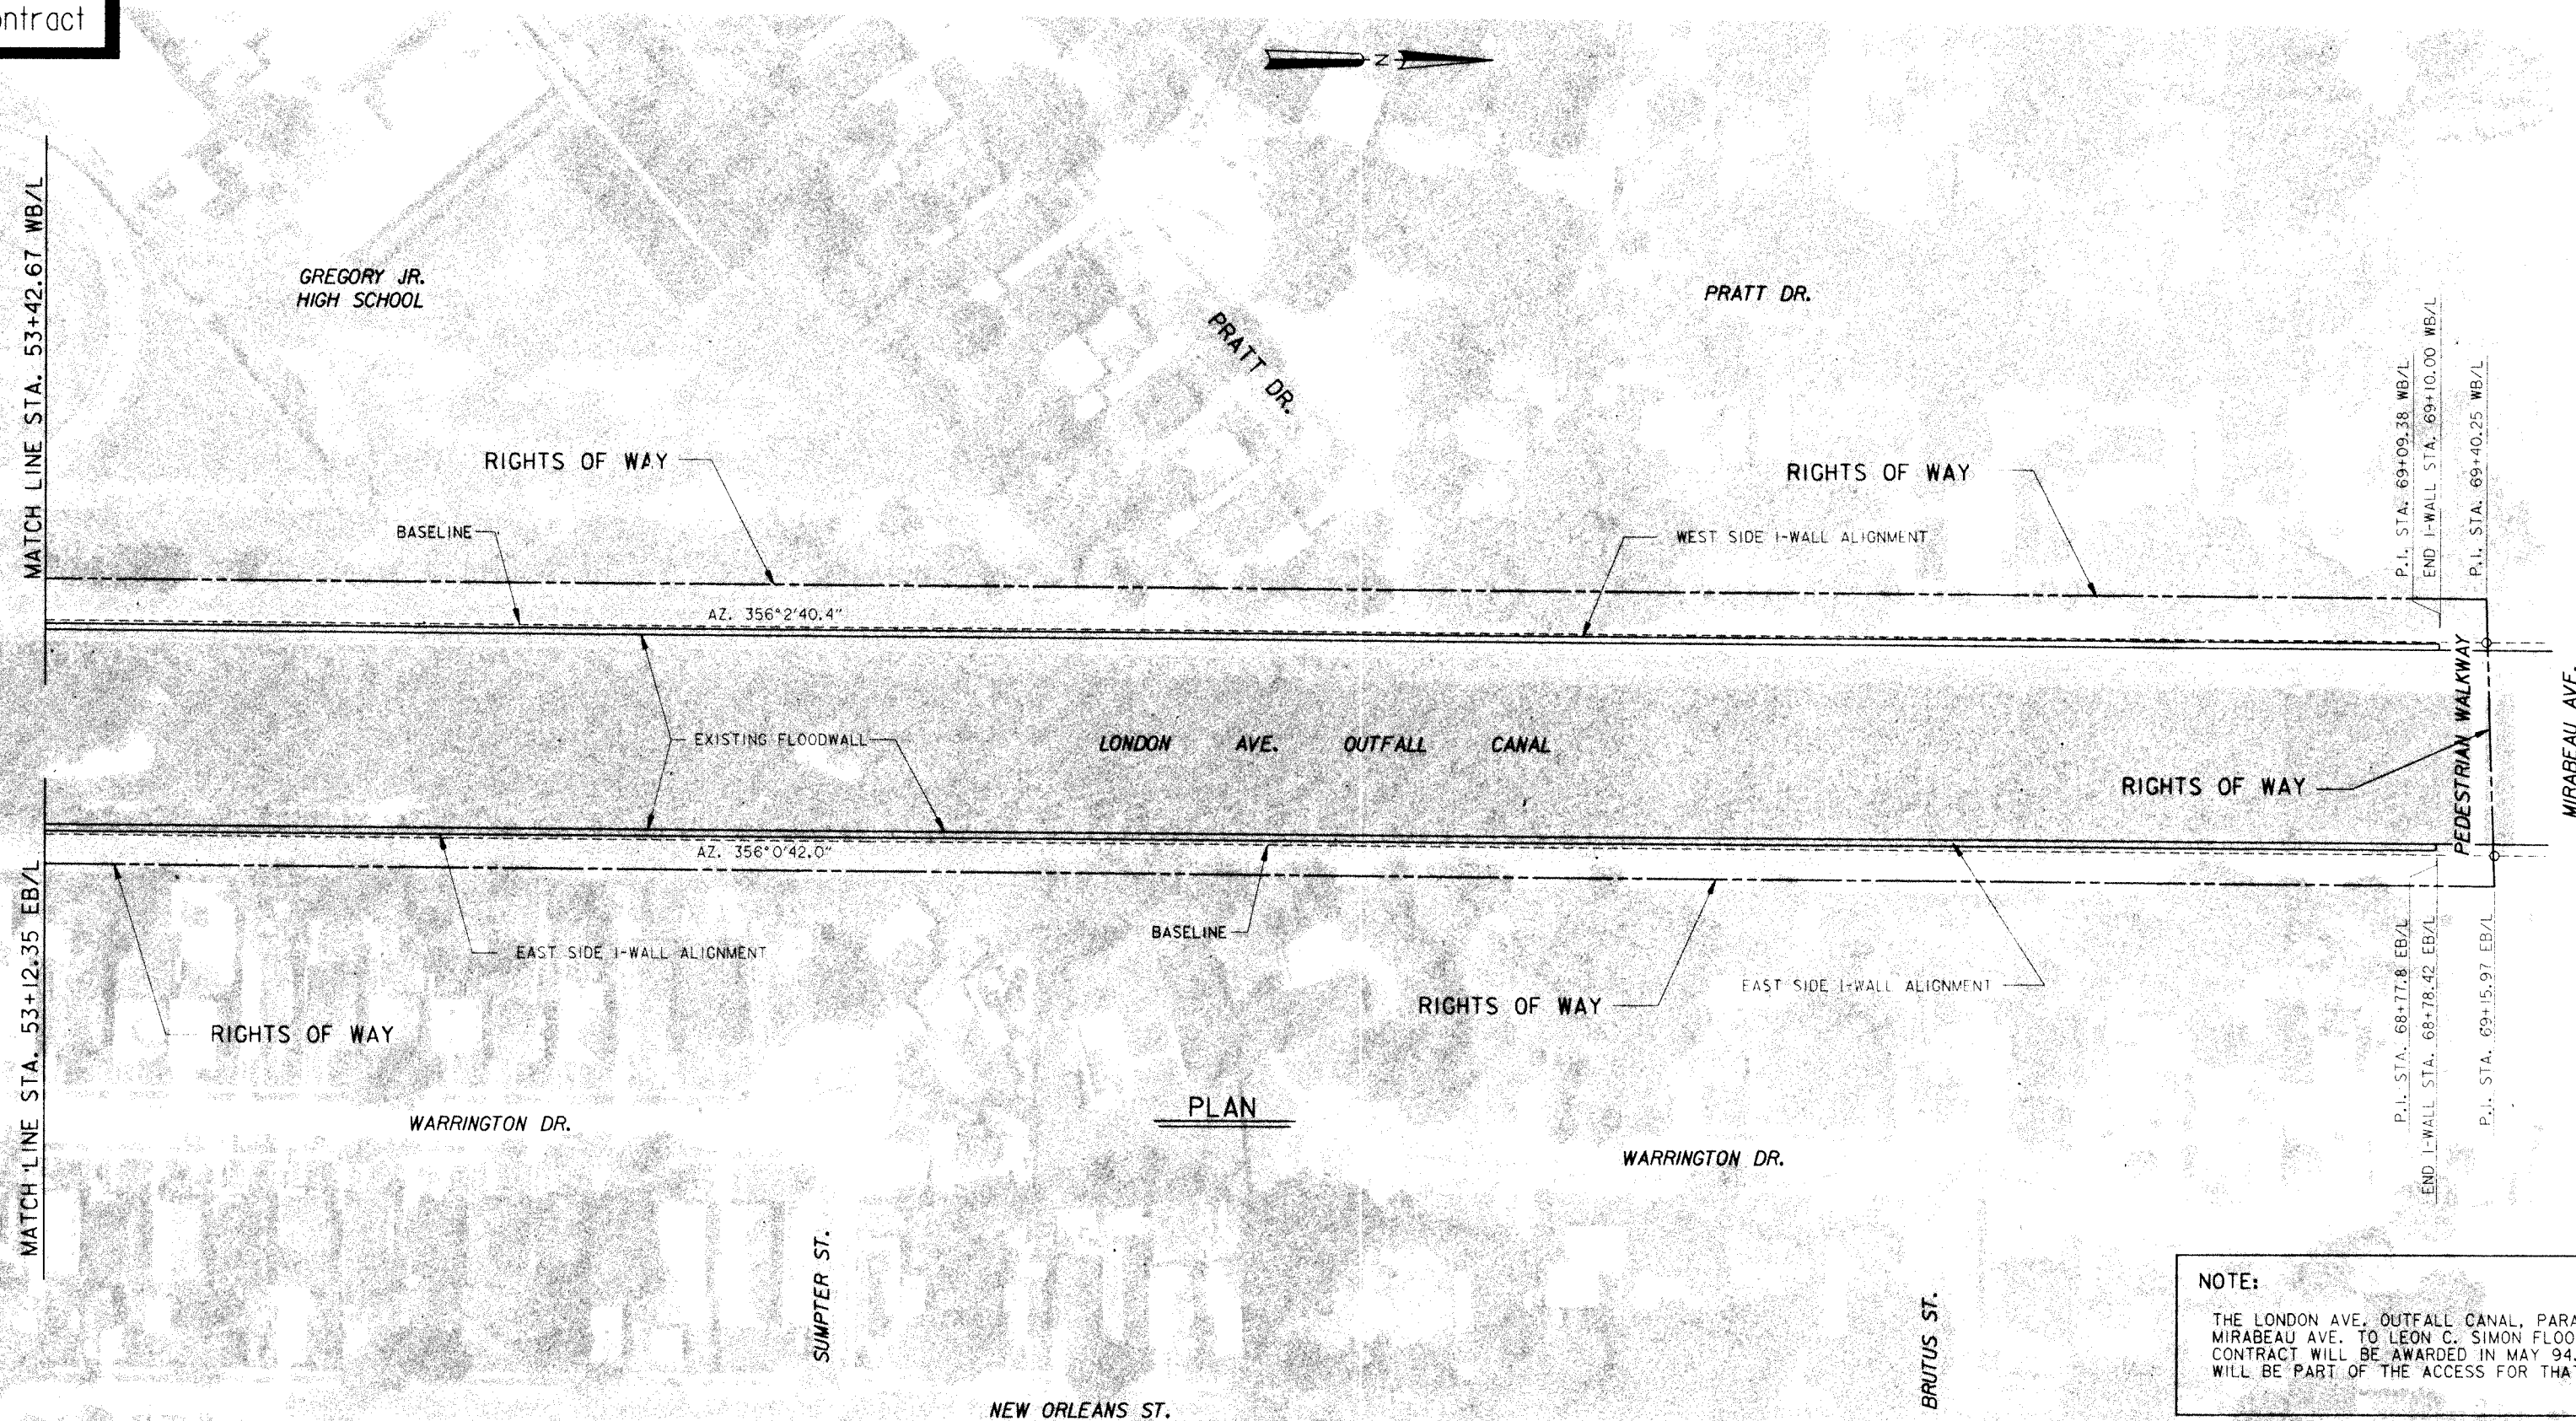 ontract
N
MATCH LINE STA. 53+42.67 WB/L
GREGORY JR.
HIGH SCHOOL
PRATT DR.
PRATT DR.
P.I. STA. 69+09.38 WB/L
END I-WALL STA. 69+10.00 WB/L
P.I. STA. 69+40.25 WB/L
RIGHTS OF WAY
RIGHTS OF WAY
BASELINE
WEST SIDE I-WALL ALIGNMENT
AZ. 356°2'40.4"
EXISTING FLOODWALL
LONDON AVE. OUTFALL CANAL
PEDESTRIAN WALKWAY
MIRABEAU AVE.
RIGHTS OF WAY
AZ. 356°0'42.0"
MATCH LINE STA. 53+12.35 EB/L
EAST SIDE I-WALL ALIGNMENT
BASELINE
EAST SIDE I-WALL ALIGNMENT
RIGHTS OF WAY
RIGHTS OF WAY
P.I. STA. 68+77.8 EB/L
END I-WALL STA. 68+78.42 EB/L
P.I. STA. 69+15.97 EB/L
PLAN
WARRINGTON DR.
WARRINGTON DR.
SUMPTER ST.
BRUTUS ST.
NEW ORLEANS ST.
NOTE:
THE LONDON AVE. OUTFALL CANAL, PARA
MIRABEAU AVE. TO LEON C. SIMON FLOO
CONTRACT WILL BE AWARDED IN MAY 94.
WILL BE PART OF THE ACCESS FOR THA